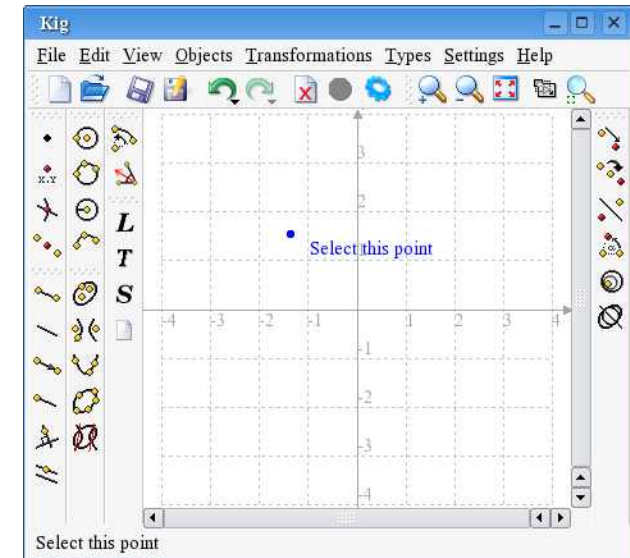 Kig
File Edit View Objects Transformations Types Settings Help
x,y
L
T
S
3
2
Select this point
-4 -3 -2 -1 1 2 3 4
-1
-2
-3
-4
Select this point